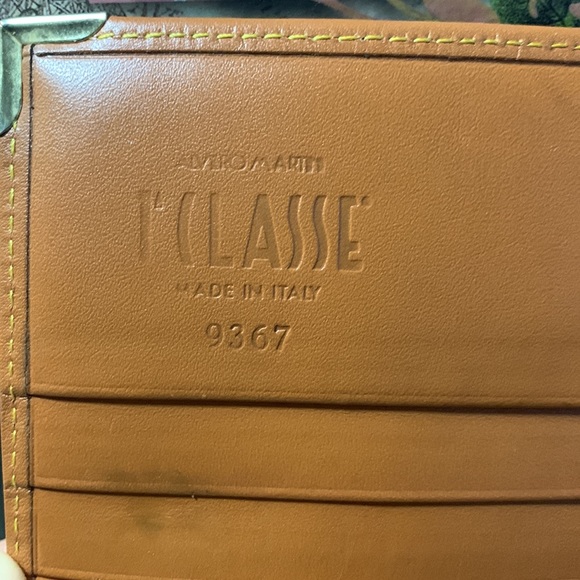 ALVIERO MARTINI
1ª CLASSE®
MADE IN ITALY
9367